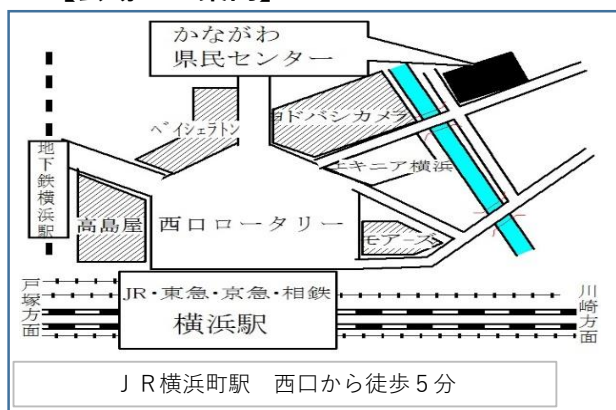 かながわ
県民センター
ベイシェラトン
ヨドバシカメラ
地下鉄横浜駅
エキニア横浜
高島屋
西口ロータリー
モアーズ
戸塚方面
JR・東急・京急・相鉄
横浜駅
川崎方面
ＪＲ横浜町駅　西口から徒歩５分